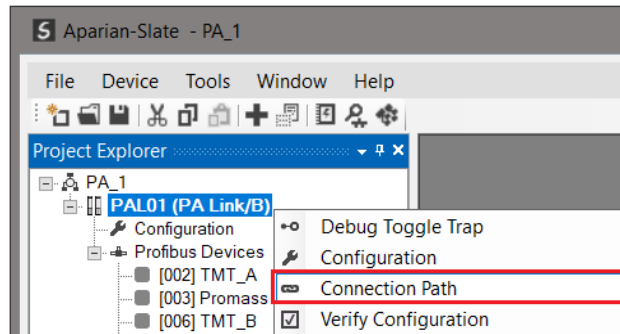 S Aparian-Slate - PA_1
File Device Tools Window Help
Project Explorer
PA_1
PAL01 (PA Link/B)
Configuration
Profibus Devices
[002] TMT_A
[003] Promass
[006] TMT_B
Debug Toggle Trap
Configuration
Connection Path
Verify Configuration